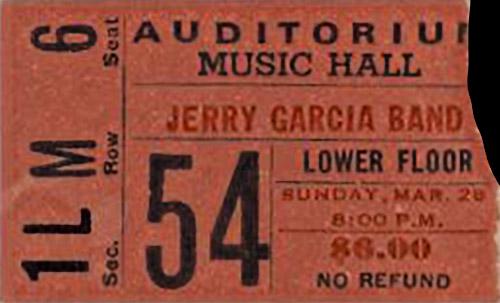 6 Seat
M Row
1L Sec.
AUDITORIU
MUSIC HALL
JERRY GARCIA BAND
54
LOWER FLOOR
SUNDAY, MAR. 28
8:00 P.M.
$6.00
NO REFUND